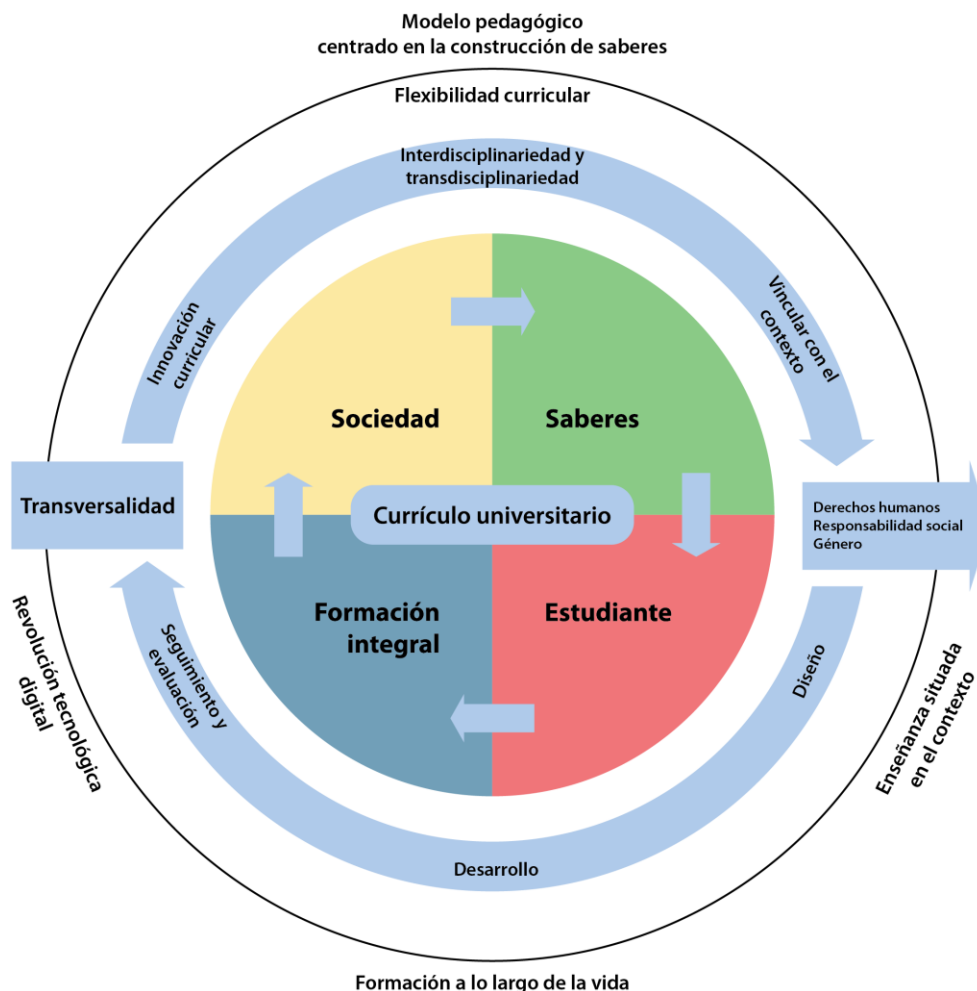 Modelo pedagógico
centrado en la construcción de saberes
Flexibilidad curricular
Interdisciplinariedad y
transdisciplinariedad
Innovación
curricular
Vincular con el
contexto
Sociedad
Saberes
Transversalidad
Currículo universitario
Derechos humanos
Responsabilidad social
Género
Formación
integral
Estudiante
Revolución tecnológica
digital
Seguimiento y
evaluación
Diseño
Enseñanza situada
en el contexto
Desarrollo
Formación a lo largo de la vida